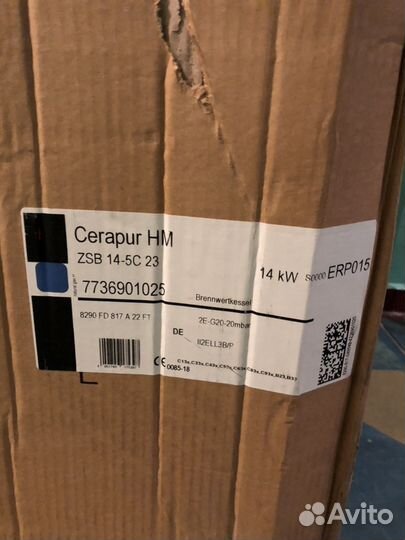 Cerapur HM
ZSB 14-5C 23
7736901025
14 kW
ERP015
Brennwertkessel
8290 FD 817 A 22 FT
2E-G20-20mbar
DE
II2ELL3B/P
CE 0085-18
Avito